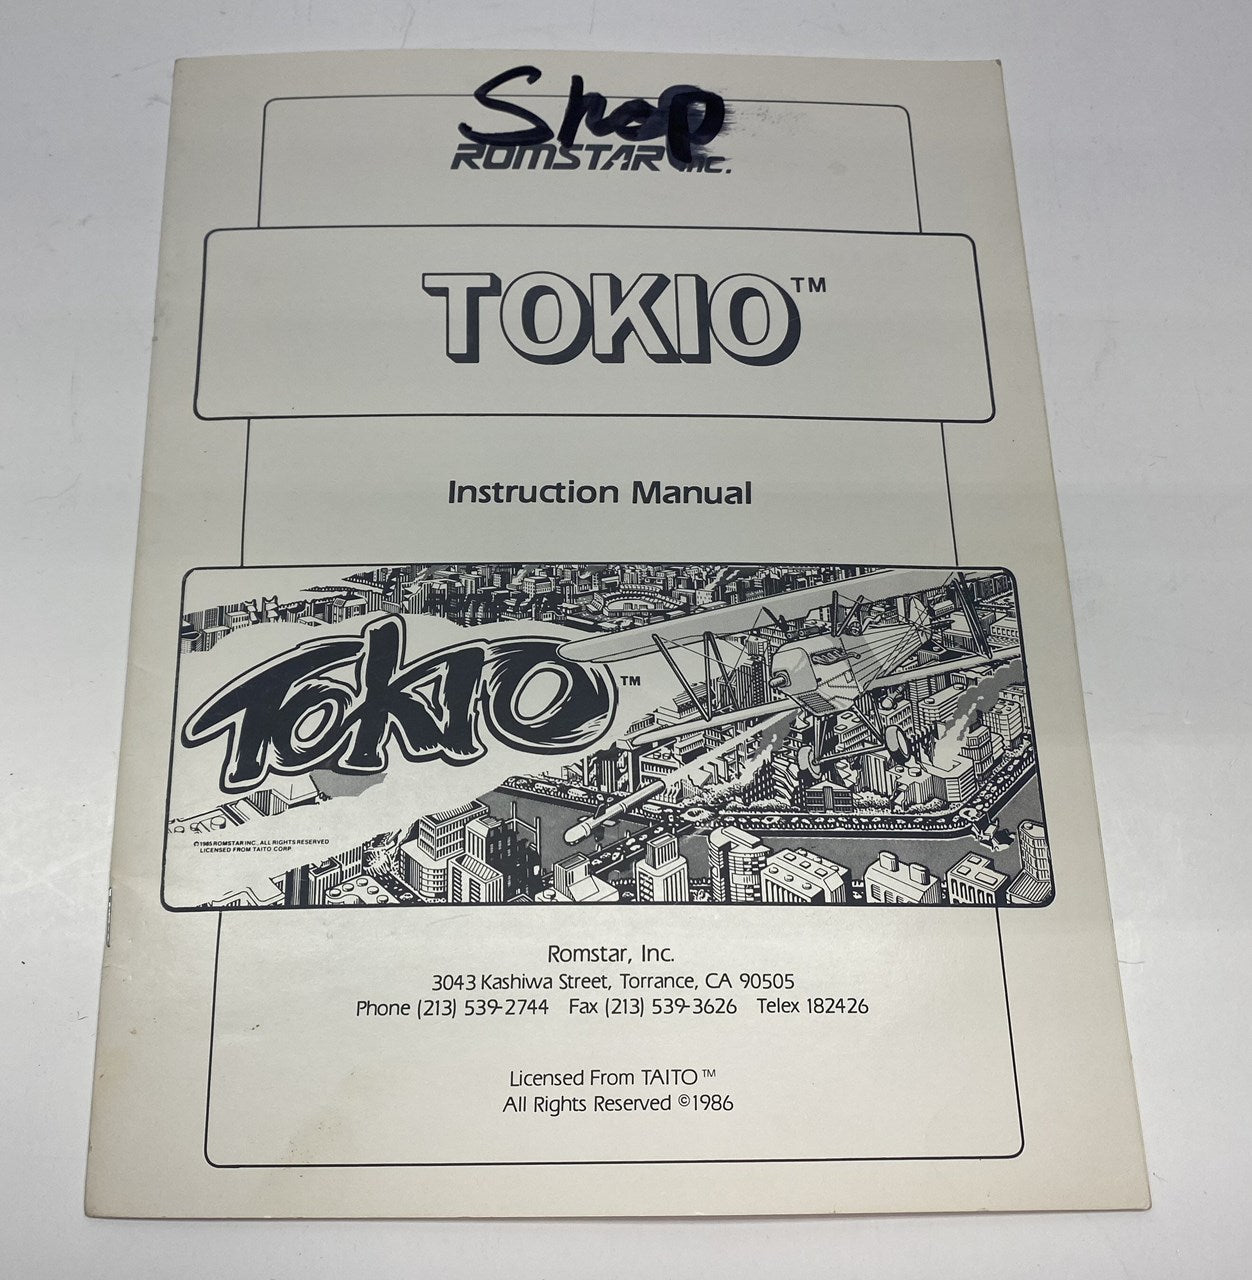 Shop
ROMSTAR Inc.
TOKIO™
Instruction Manual
TOKIO™
©1985 ROMSTAR INC., ALL RIGHTS RESERVED
LICENSED FROM TAITO CORP.
Romstar, Inc.
3043 Kashiwa Street, Torrance, CA 90505
Phone (213) 539-2744 Fax (213) 539-3626 Telex 182426
Licensed From TAITO™
All Rights Reserved ©1986